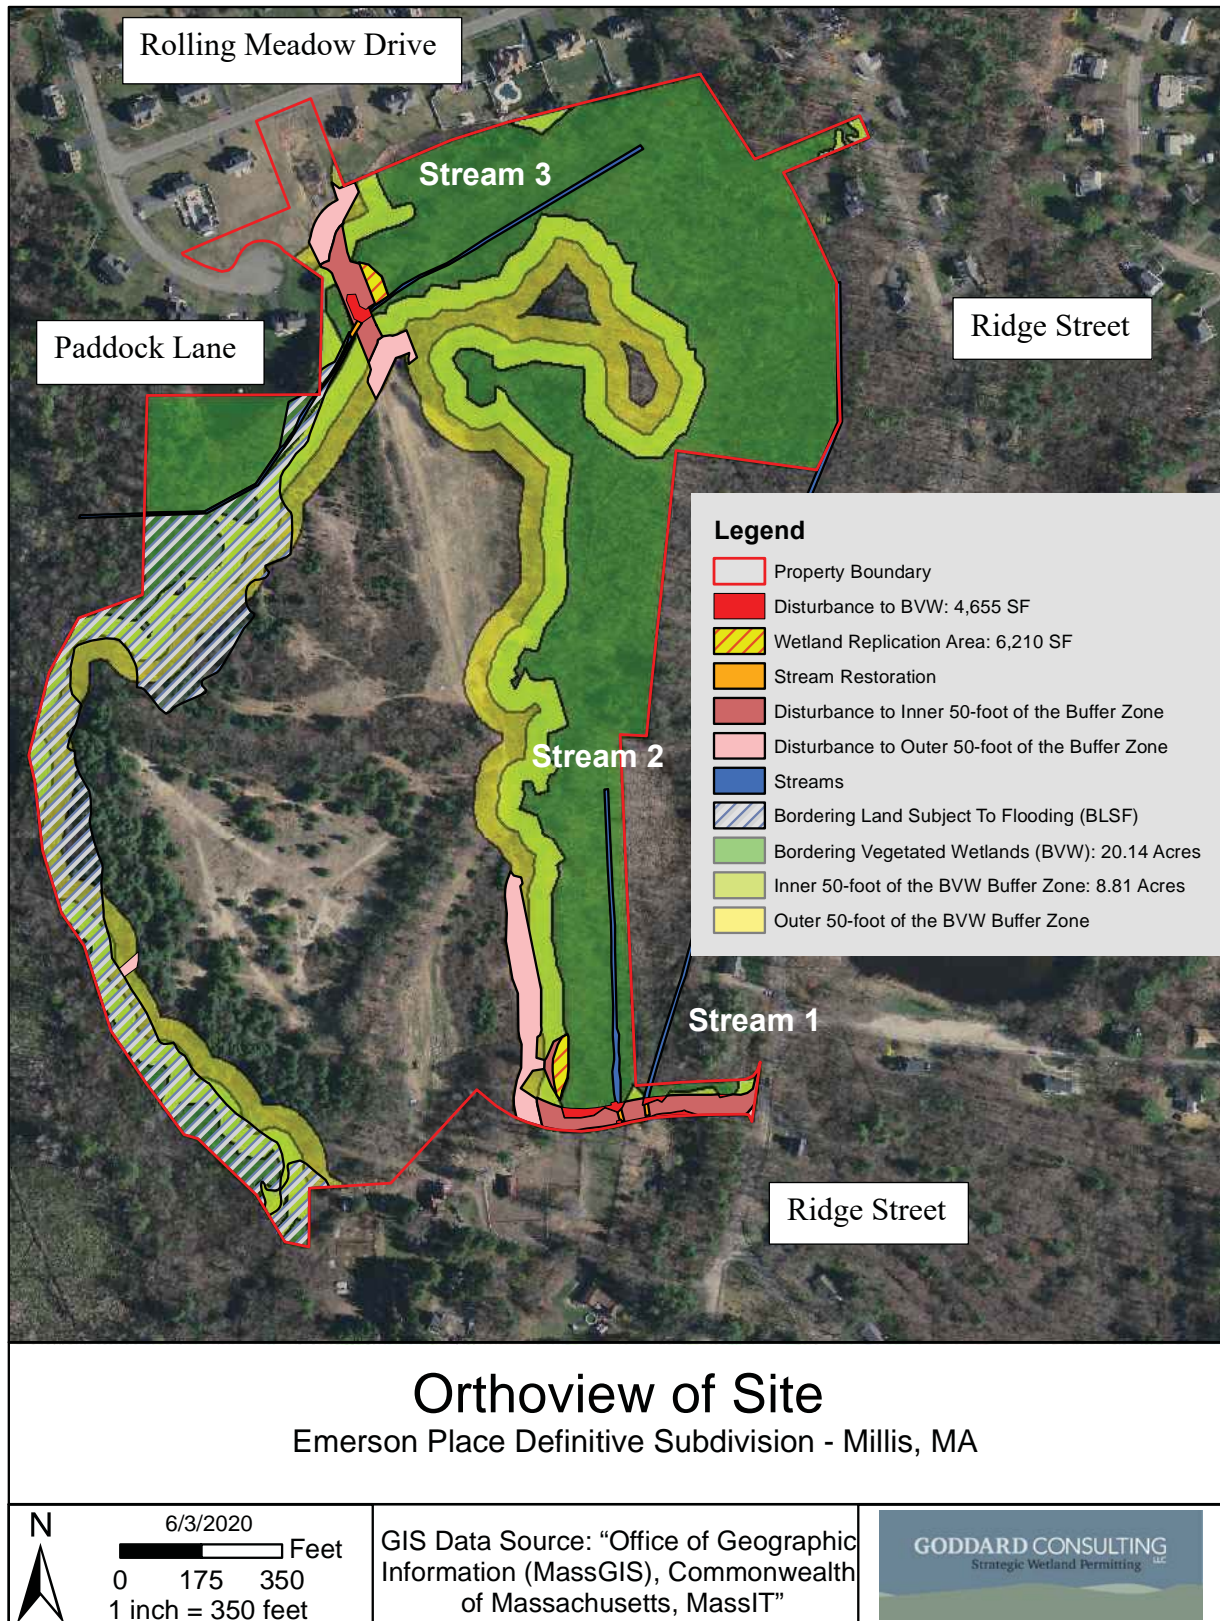 Rolling Meadow Drive
Stream 3
Ridge Street
Paddock Lane
Legend
Property Boundary
Disturbance to BVW: 4,655 SF
Wetland Replication Area: 6,210 SF
Stream Restoration
Disturbance to Inner 50-foot of the Buffer Zone
Disturbance to Outer 50-foot of the Buffer Zone
Streams
Bordering Land Subject To Flooding (BLSF)
Bordering Vegetated Wetlands (BVW): 20.14 Acres
Inner 50-foot of the BVW Buffer Zone: 8.81 Acres
Outer 50-foot of the BVW Buffer Zone
Stream 2
Stream 1
Ridge Street
Orthoview of Site
Emerson Place Definitive Subdivision - Millis, MA
N
6/3/2020
Feet
0 175 350
1 inch = 350 feet
GIS Data Source: “Office of Geographic
Information (MassGIS), Commonwealth
of Massachusetts, MassIT”
GODDARD CONSULTING LLC
Strategic Wetland Permitting